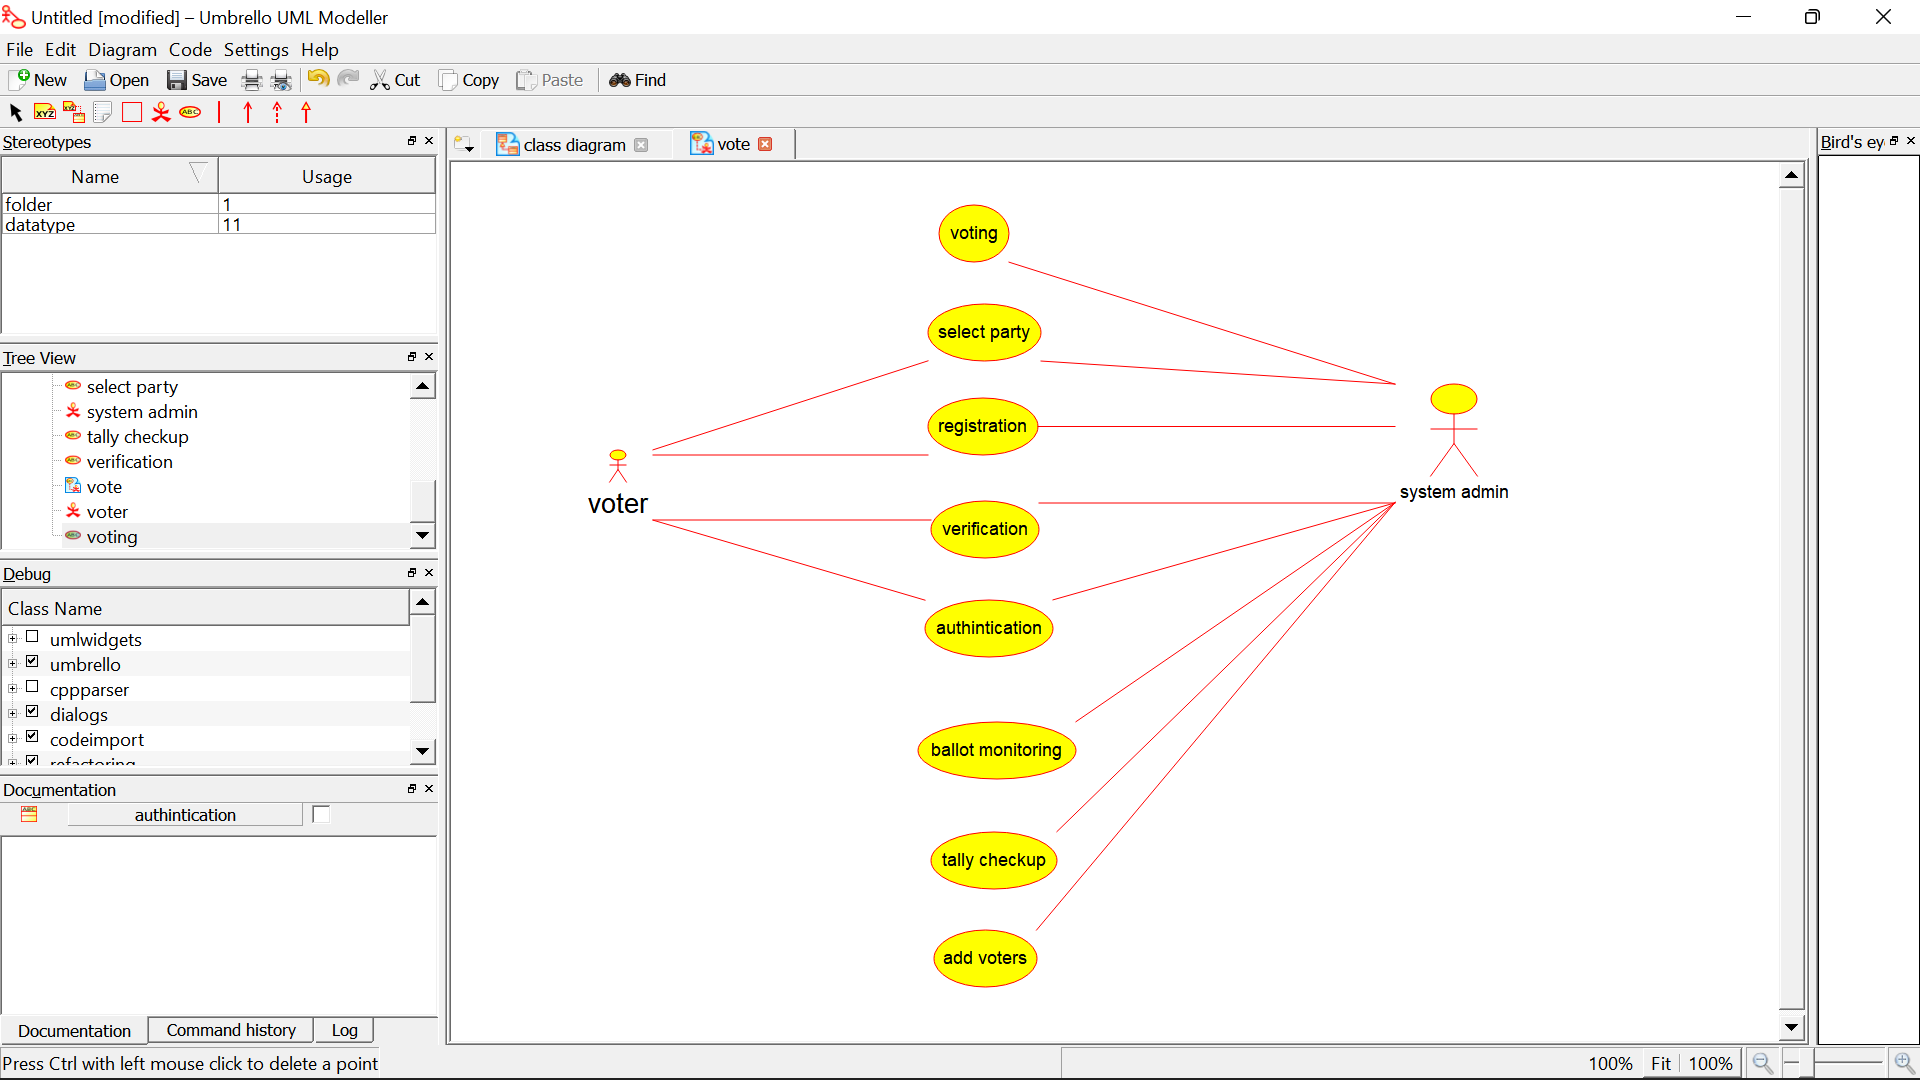 Untitled [modified] – Umbrello UML Modeller
File Edit Diagram Code Settings Help
New Open Save Cut Copy Paste Find
XYZ XYZ ABC
Stereotypes
Name Usage
folder 1
datatype 11
Tree View
select party
system admin
tally checkup
verification
vote
voter
voting
Debug
Class Name
umlwidgets
umbrello
cppparser
dialogs
codeimport
refactoring
Documentation
authintication
Documentation Command history Log
Press Ctrl with left mouse click to delete a point
class diagram vote
voting
select party
registration
voter
system admin
verification
authintication
ballot monitoring
tally checkup
add voters
Bird's ey
100% Fit 100%